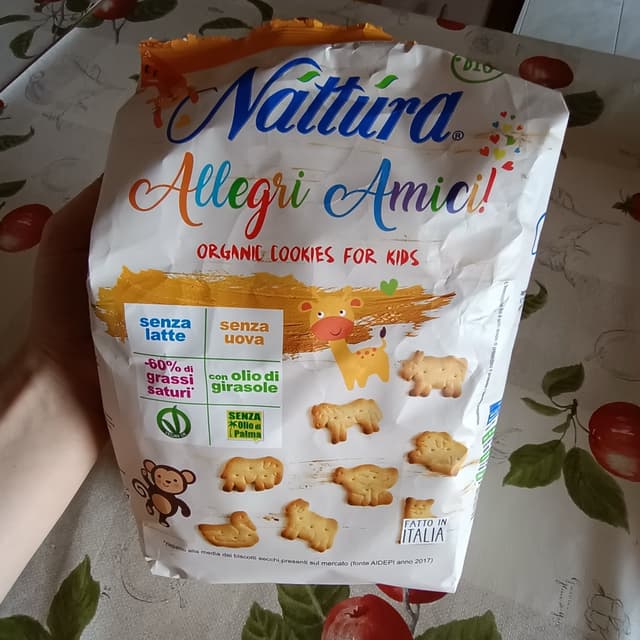 BIO
Nattúra®
Allegri Amici!
ORGANIC COOKIES FOR KIDS
senza
latte
senza
uova
-60% di
grassi
saturi*
con olio di
girasole
SENZA
Olio di
Palma
FATTO IN
ITALIA
*rispetto alla media dei biscotti secchi presenti sul mercato (fonte AIDEPI anno 2017)